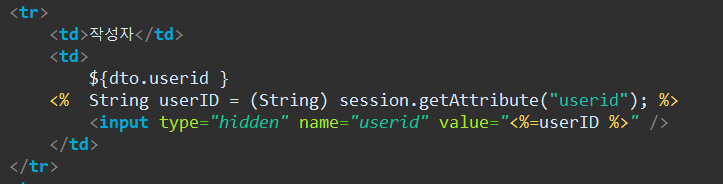 <tr>
<td>작성자</td>
<td>
${dto.userid }
<%  String userID = (String) session.getAttribute("userid"); %>
<input type="hidden" name="userid" value="<%=userID %>" />
</td>
</tr>